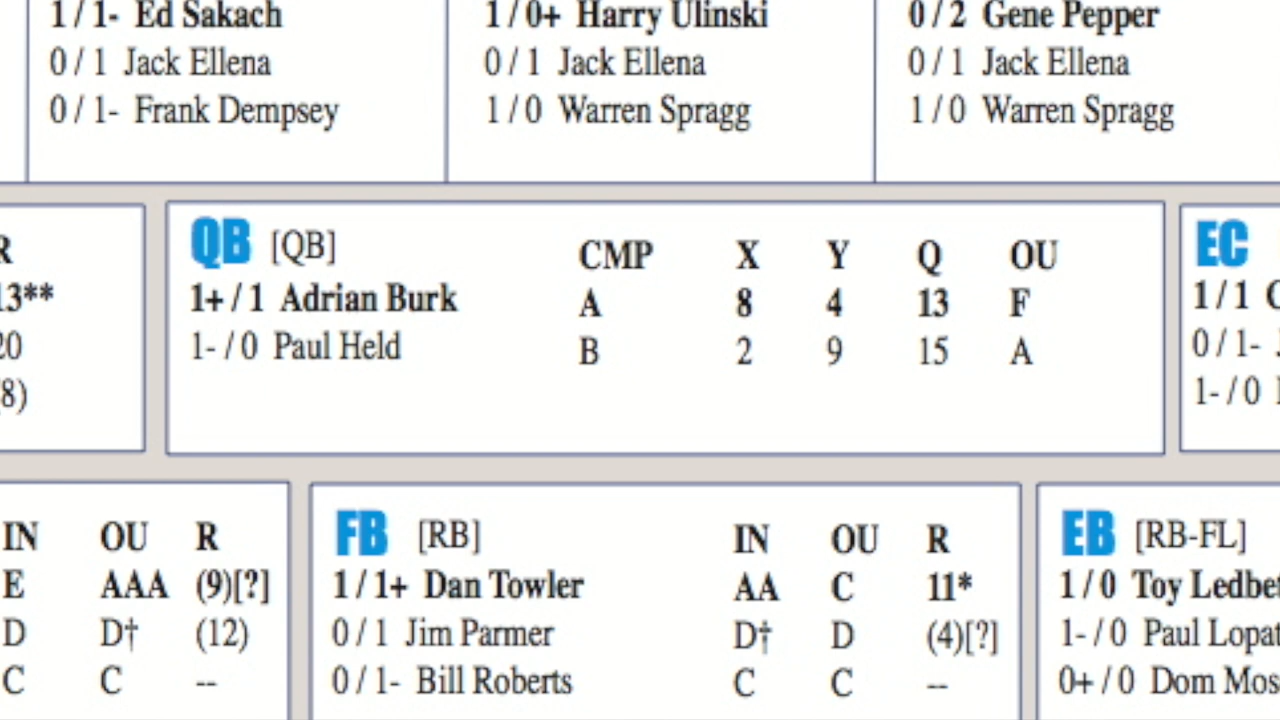 1 / 1- Ed Sakach
0 / 1 Jack Ellena
0 / 1- Frank Dempsey
1 / 0+ Harry Ulinski
0 / 1 Jack Ellena
1 / 0 Warren Spragg
0 / 2 Gene Pepper
0 / 1 Jack Ellena
1 / 0 Warren Spragg
R
13**
20
(8)
QB [QB] CMP X Y Q OU
1+ / 1 Adrian Burk A 8 4 13 F
1- / 0 Paul Held B 2 9 15 A
EC
1 / 1
0 / 1-
1- / 0
IN OU R
E AAA (9)[?]
D D† (12)
C C --
FB [RB] IN OU R
1 / 1+ Dan Towler AA C 11*
0 / 1 Jim Parmer D† D (4)[?]
0 / 1- Bill Roberts C C --
EB [RB-FL]
1 / 0 Toy Ledbe
1- / 0 Paul Lopat
0+ / 0 Dom Mos